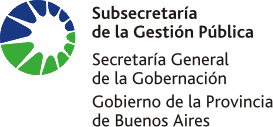 Subsecretaría
de la Gestión Pública
Secretaría General
de la Gobernación
Gobierno de la Provincia
de Buenos Aires